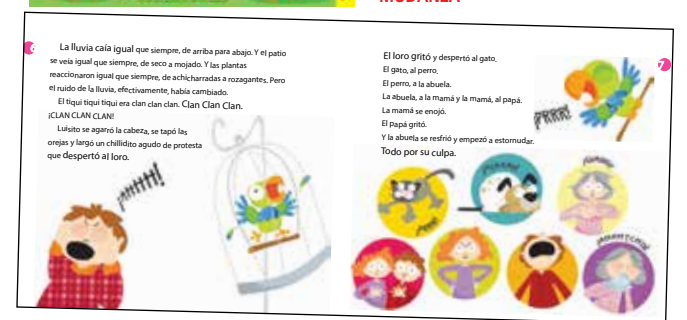 MUDANZA
6
La lluvia caía igual que siempre, de arriba para abajo. Y el patio
se veía igual que siempre, de seco a mojado. Y las plantas
reaccionaron igual que siempre, de achicharradas a rozagantes. Pero
el ruido de la lluvia, efectivamente, había cambiado.
El tiqui tiqui tiqui era clan clan clan. Clan Clan Clan.
¡CLAN CLAN CLAN!
Luisito se agarró la cabeza, se tapó las
orejas y largó un chillidito agudo de protesta
que despertó al loro.
7
El loro gritó y despertó al gato.
El gato, al perro.
El perro, a la abuela.
La abuela, a la mamá y la mamá, al papá.
La mamá se enojó.
El papá gritó.
Y la abuela se resfrió y empezó a estornudar.
Todo por su culpa.
¡PRRR!